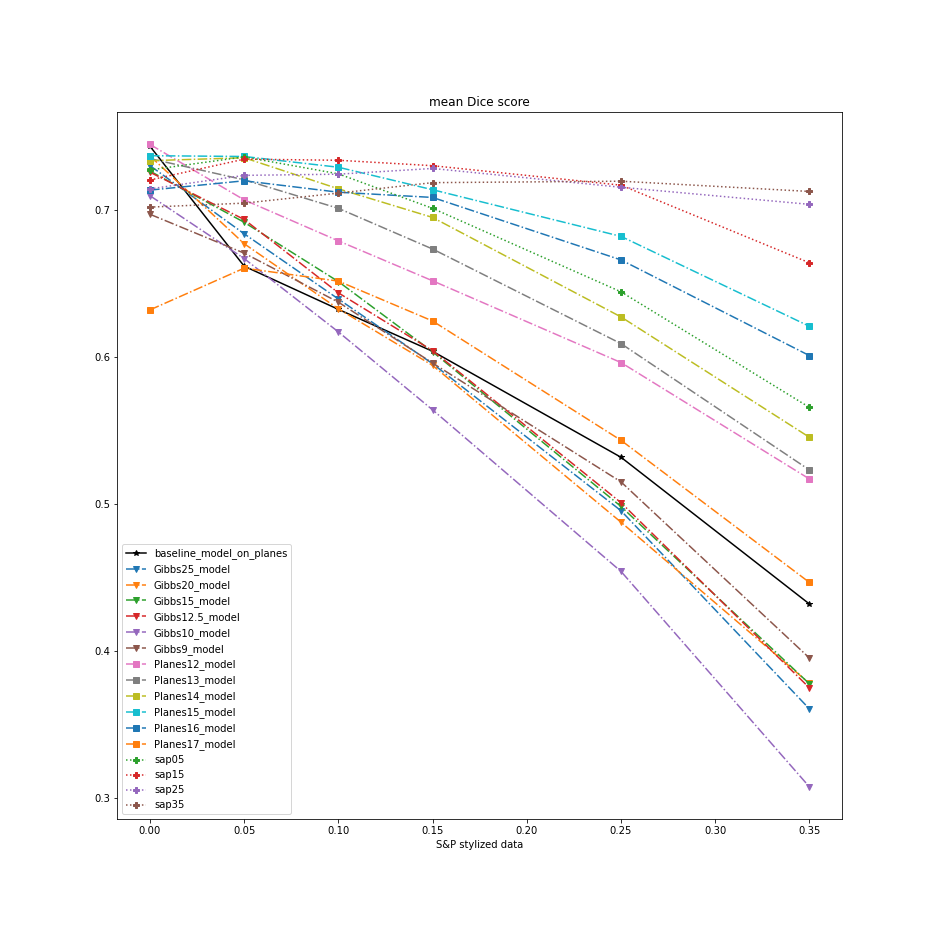 mean Dice score
0.7
0.6
0.5
0.4
0.3
baseline_model_on_planes
Gibbs25_model
Gibbs20_model
Gibbs15_model
Gibbs12.5_model
Gibbs10_model
Gibbs9_model
Planes12_model
Planes13_model
Planes14_model
Planes15_model
Planes16_model
Planes17_model
sap05
sap15
sap25
sap35
0.00 0.05 0.10 0.15 0.20 0.25 0.30 0.35
S&P stylized data